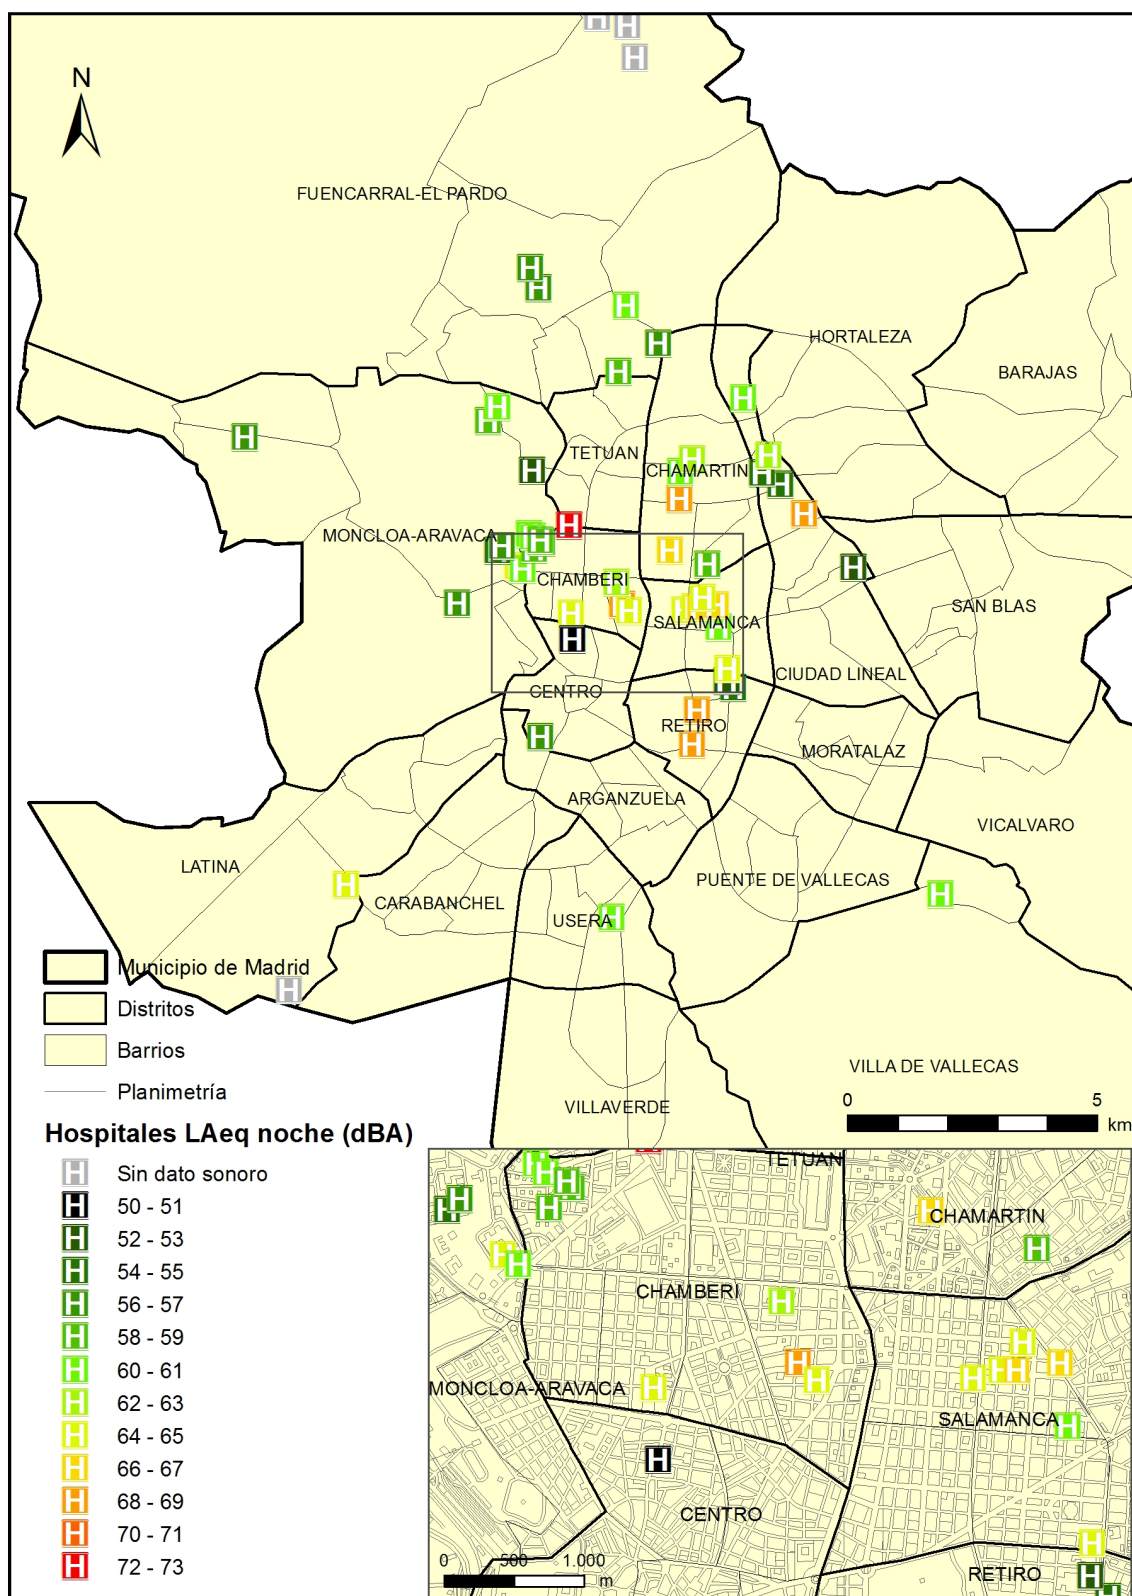 N
FUENCARRAL-EL PARDO
HORTALEZA
BARAJAS
TETUAN
CHAMARTIN
MONCLOA-ARAVACA
CHAMBERI
SAN BLAS
SALAMANCA
CIUDAD LINEAL
CENTRO
RETIRO
MORATALAZ
ARGANZUELA
VICALVARO
LATINA
PUENTE DE VALLECAS
CARABANCHEL
USERA
VILLA DE VALLECAS
VILLAVERDE
0 5
km
Municipio de Madrid
Distritos
Barrios
Planimetría
Hospitales LAeq noche (dBA)
H Sin dato sonoro
H 50 - 51
H 52 - 53
H 54 - 55
H 56 - 57
H 58 - 59
H 60 - 61
H 62 - 63
H 64 - 65
H 66 - 67
H 68 - 69
H 70 - 71
H 72 - 73
TETUAN
CHAMARTIN
CHAMBERI
MONCLOA-ARAVACA
SALAMANCA
CENTRO
RETIRO
0 500 1.000
m